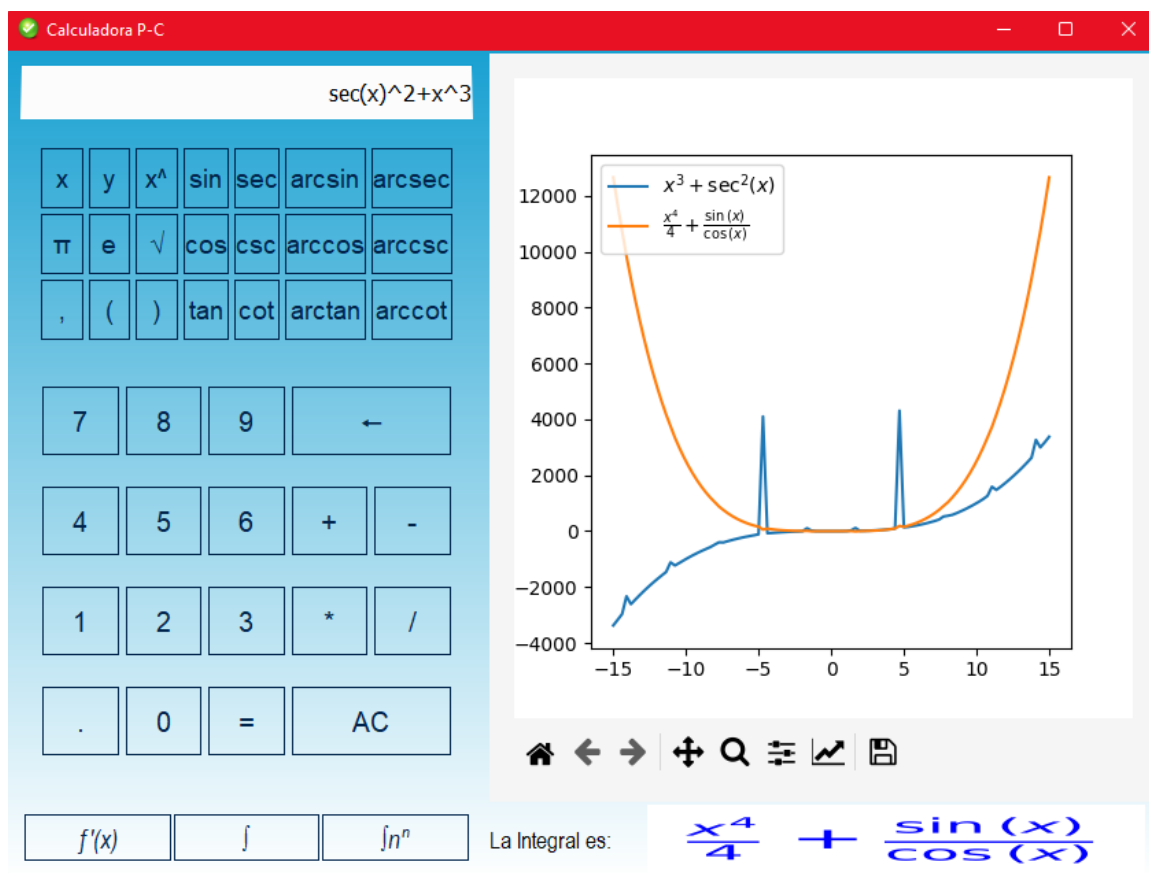 Calculadora P-C
sec(x)^2+x^3
x y x^ sin sec arcsin arcsec
π e √ cos csc arccos arccsc
, ( ) tan cot arctan arccot
7 8 9 ←
4 5 6 + -
1 2 3 * /
. 0 = AC
f'(x) ∫ ∫nⁿ
x³ + sec²(x)
x⁴/4 + sin (x)/cos(x)
12000
10000
8000
6000
4000
2000
0
−2000
−4000
−15 −10 −5 0 5 10 15
La Integral es: x⁴/4 + sin (x)/cos (x)